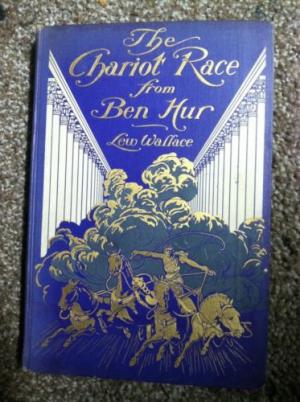 The
Chariot Race
from
Ben Hur
Lew Wallace